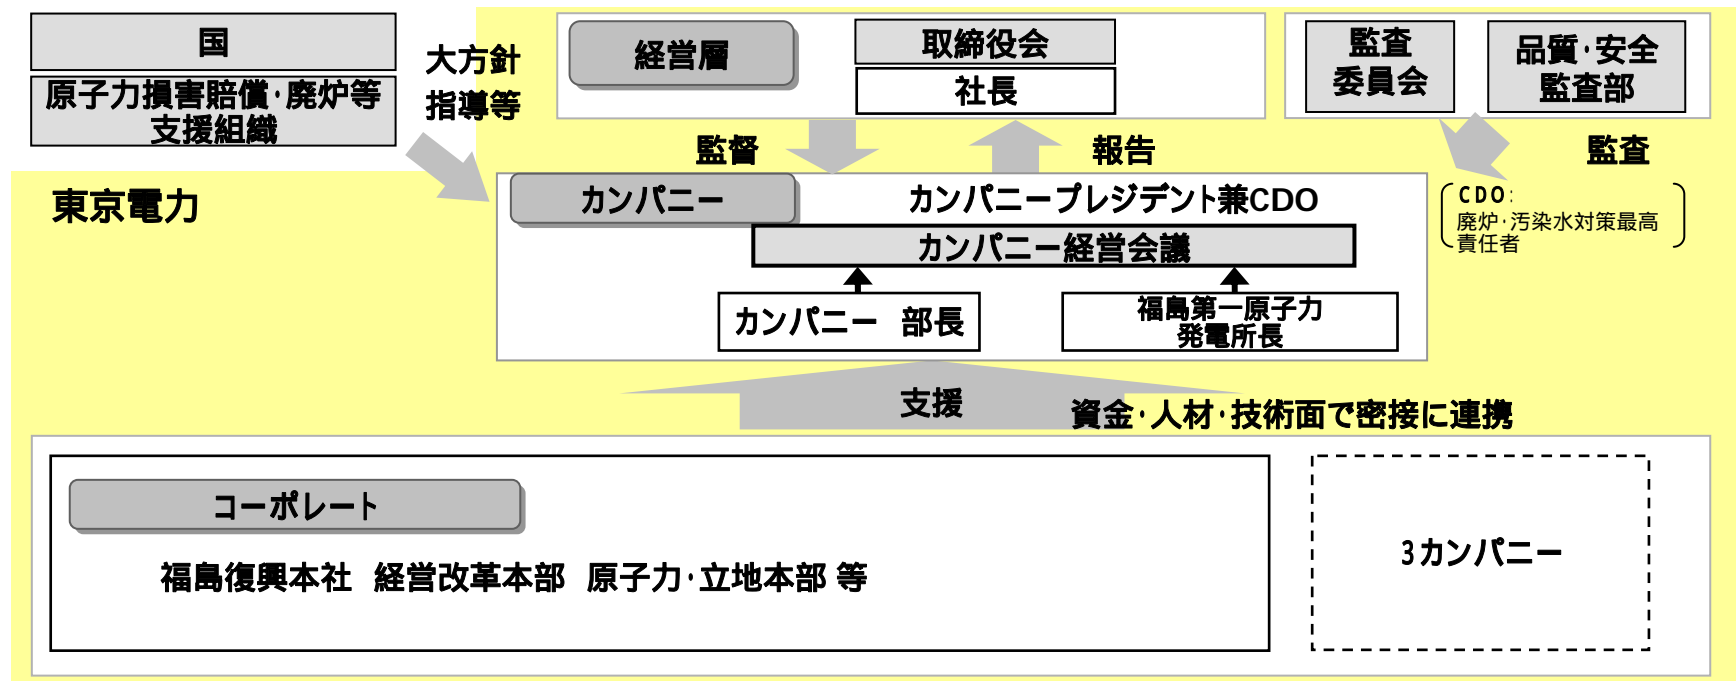 国
原子力損害賠償･廃炉等
支援組織
大方針
指導等
経営層
取締役会
社長
監査
委員会
品質･安全
監査部
監督
報告
監査
東京電力
カンパニー
カンパニープレジデント兼CDO
カンパニー経営会議
カンパニー 部長
福島第一原子力
発電所長
CDO:
廃炉･汚染水対策最高
責任者
支援
資金･人材･技術面で密接に連携
コーポレート
福島復興本社 経営改革本部 原子力･立地本部 等
3カンパニー